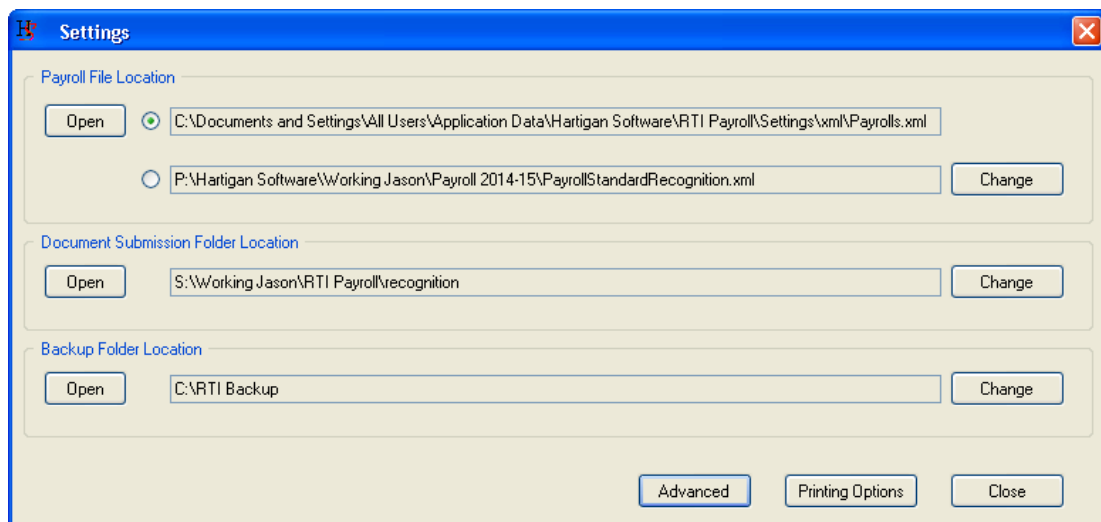 Settings
Payroll File Location
Open C:\Documents and Settings\All Users\Application Data\Hartigan Software\RTI Payroll\Settings\xml\Payrolls.xml
P:\Hartigan Software\Working Jason\Payroll 2014-15\PayrollStandardRecognition.xml Change
Document Submission Folder Location
Open S:\Working Jason\RTI Payroll\recognition Change
Backup Folder Location
Open C:\RTI Backup Change
Advanced Printing Options Close